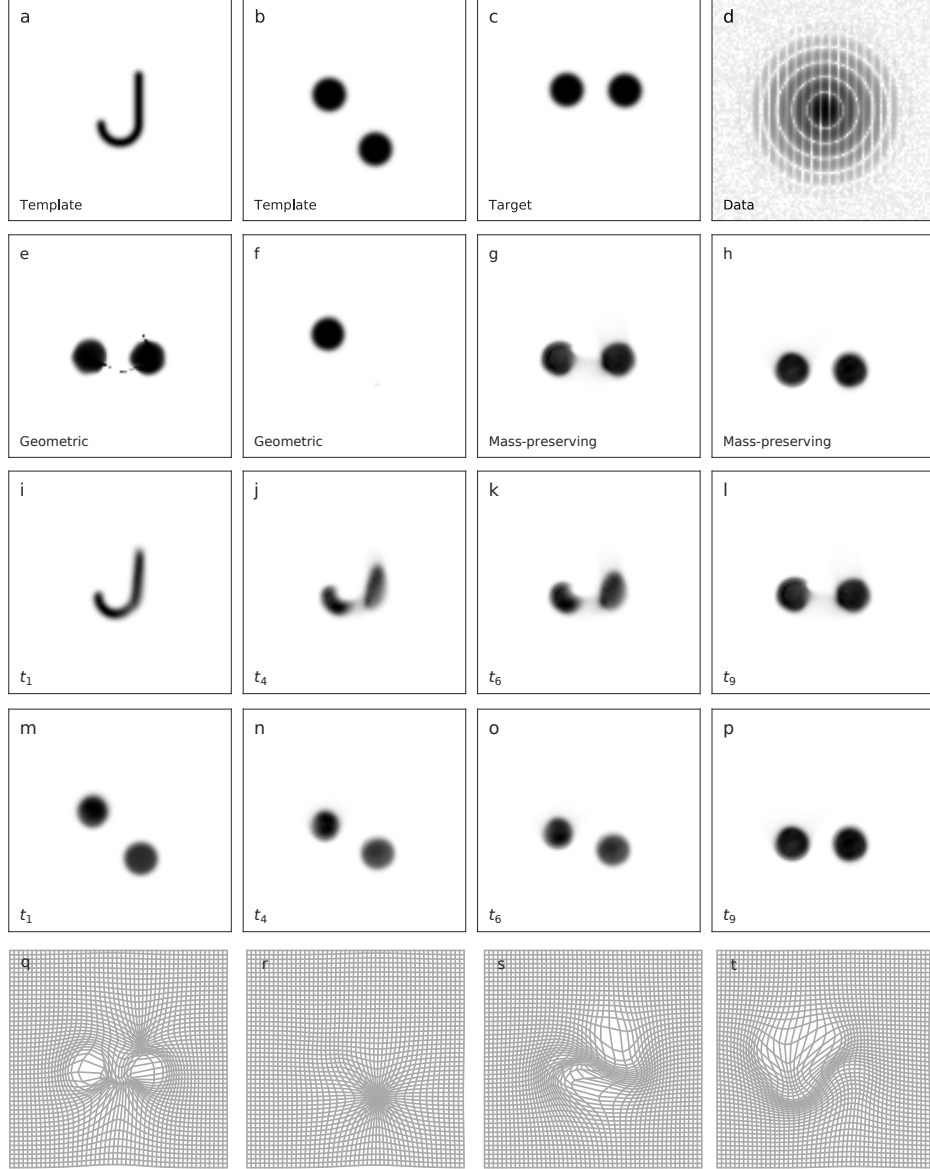 a
b
c
d
Template
Template
Target
Data
e
f
g
h
Geometric
Geometric
Mass-preserving
Mass-preserving
i
j
k
l
t₁
t₄
t₆
t₉
m
n
o
p
t₁
t₄
t₆
t₉
q
r
s
t